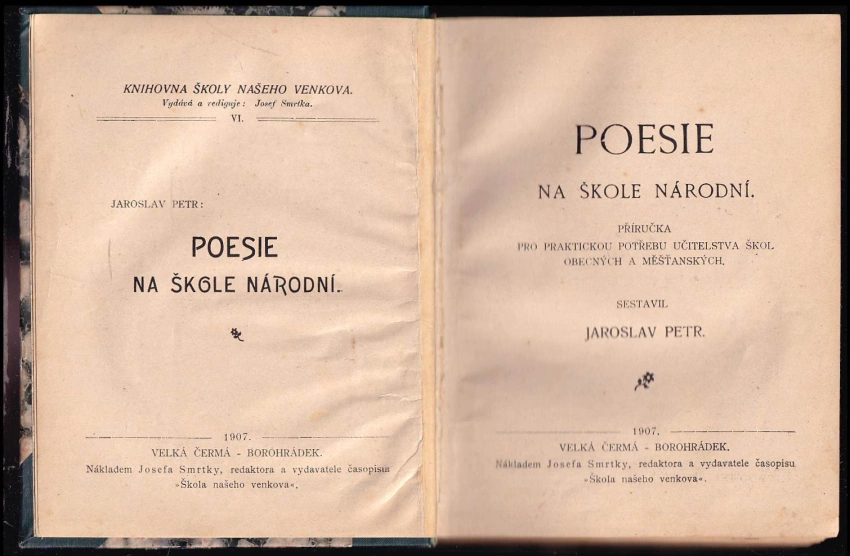 KNIHOVNA ŠKOLY NAŠEHO VENKOVA.
Vydává a rediguje: Josef Smrtka.
VI.
JAROSLAV PETR:
POESIE
NA ŠKOLE NÁRODNÍ.
1907.
VELKÁ ČERMÁ - BOROHRÁDEK.
Nákladem Josefa Smrtky, redaktora a vydavatele časopisu
»Škola našeho venkova«.
POESIE
NA ŠKOLE NÁRODNÍ.
PŘÍRUČKA
PRO PRAKTICKOU POTŘEBU UČITELSTVA ŠKOL
OBECNÝCH A MĚŠŤANSKÝCH.
SESTAVIL
JAROSLAV PETR.
1907.
VELKÁ ČERMÁ - BOROHRÁDEK.
Nákladem Josefa Smrtky, redaktora a vydavatele časopisu
»Škola našeho venkova«.